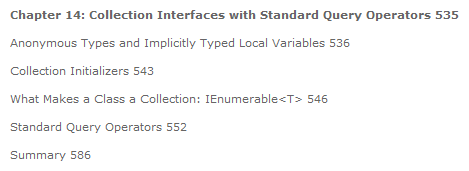 Chapter 14: Collection Interfaces with Standard Query Operators 535
Anonymous Types and Implicitly Typed Local Variables 536
Collection Initializers 543
What Makes a Class a Collection: IEnumerable<T> 546
Standard Query Operators 552
Summary 586